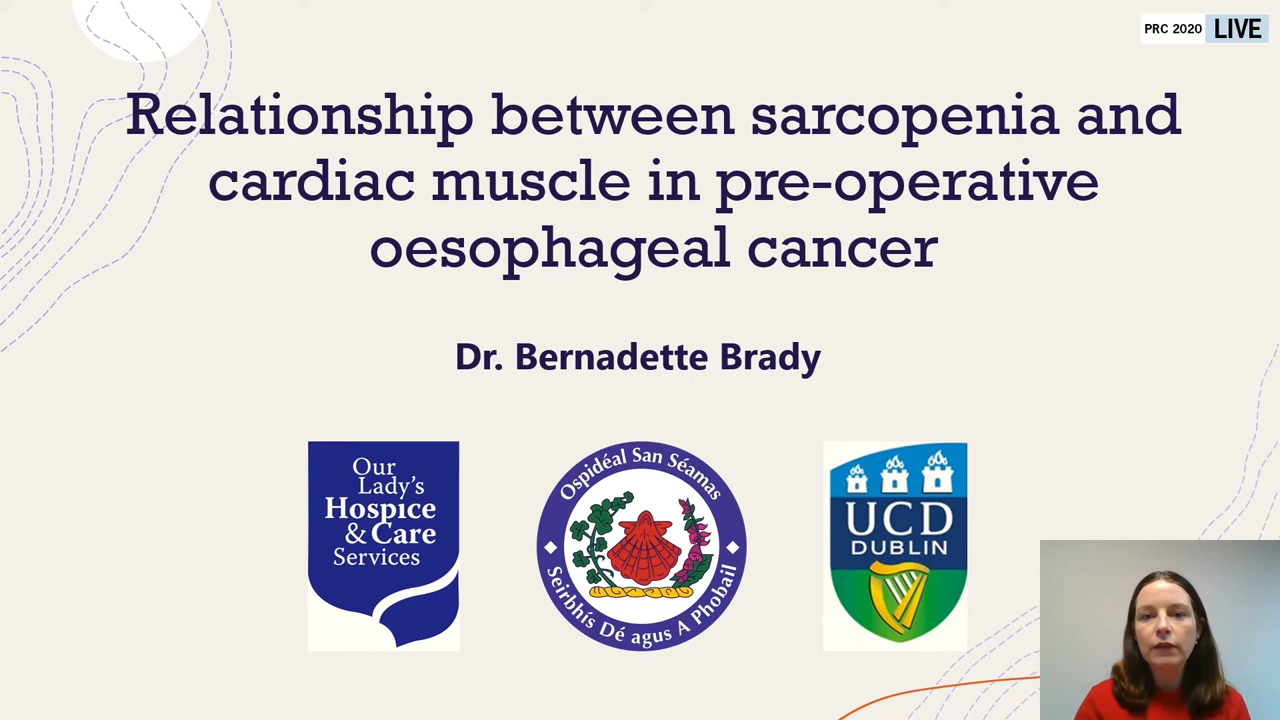 PRC 2020 LIVE
Relationship between sarcopenia and
cardiac muscle in pre-operative
oesophageal cancer
Dr. Bernadette Brady
Our
Lady's
Hospice
& Care
Services
Ospidéal San Séamas
Seirbhís Dé agus A Phobail
UCD
DUBLIN